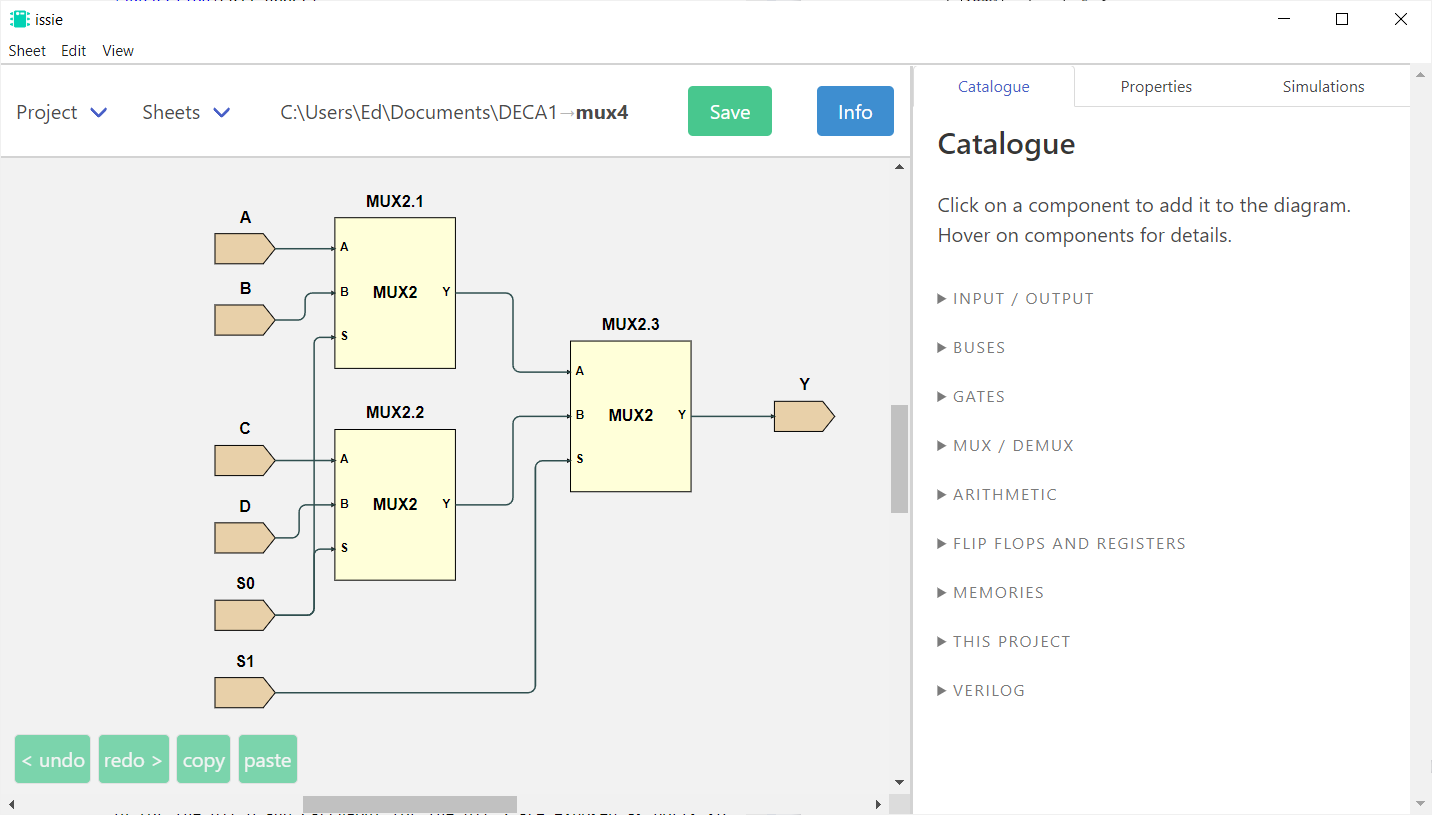 issie
Sheet Edit View
Project Sheets C:\Users\Ed\Documents\DECA1→mux4 Save Info
MUX2.1
A
B
A
B
S
MUX2
Y
MUX2.2
C
D
A
B
S
MUX2
Y
S0
S1
MUX2.3
A
B
S
MUX2
Y
Y
< undo redo > copy paste
Catalogue Properties Simulations
Catalogue
Click on a component to add it to the diagram.
Hover on components for details.
INPUT / OUTPUT
BUSES
GATES
MUX / DEMUX
ARITHMETIC
FLIP FLOPS AND REGISTERS
MEMORIES
THIS PROJECT
VERILOG